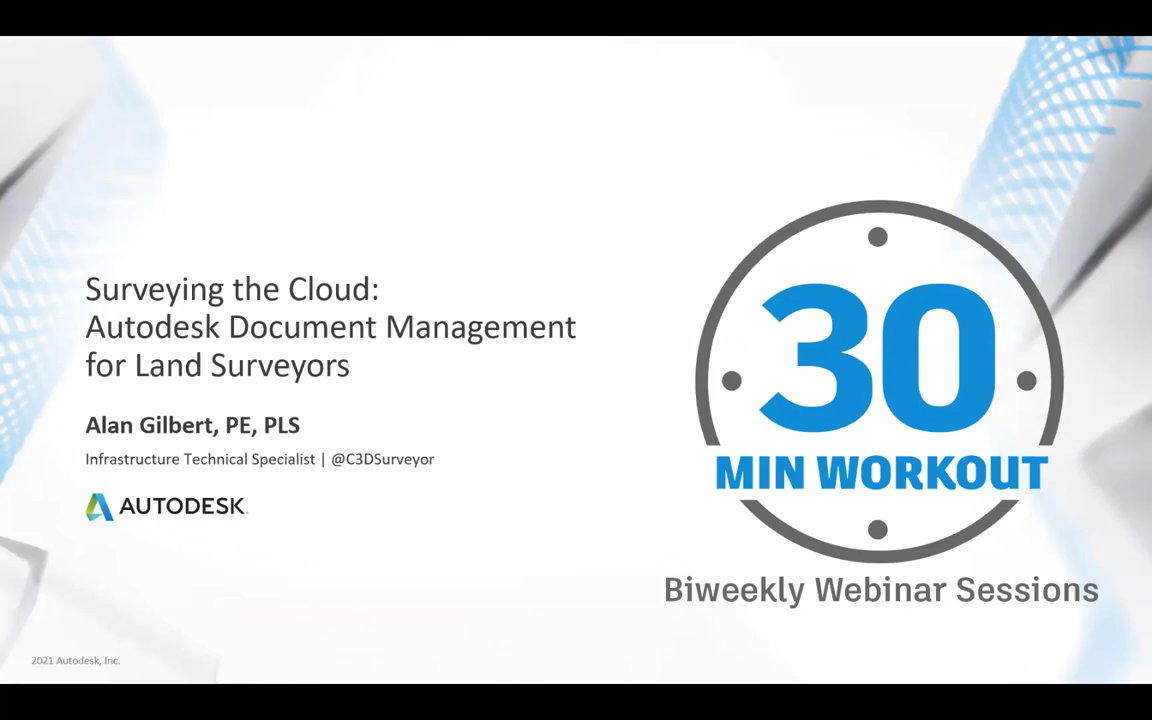 Surveying the Cloud:
Autodesk Document Management
for Land Surveyors
Alan Gilbert, PE, PLS
Infrastructure Technical Specialist | @C3DSurveyor
AUTODESK.
30
MIN WORKOUT
Biweekly Webinar Sessions
2021 Autodesk, Inc.